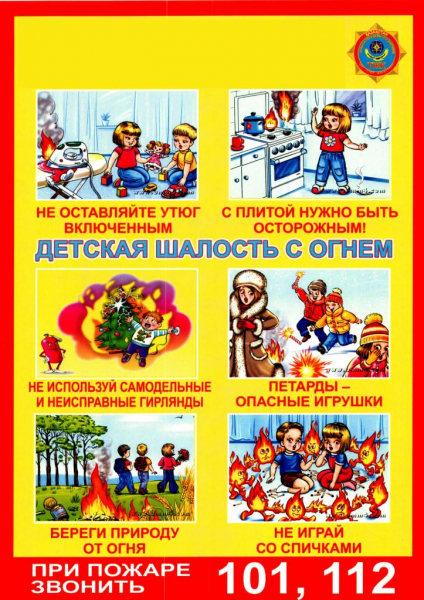 НЕ ОСТАВЛЯЙТЕ УТЮГ
ВКЛЮЧЕННЫМ
С ПЛИТОЙ НУЖНО БЫТЬ
ОСТОРОЖНЫМ!
ДЕТСКАЯ ШАЛОСТЬ С ОГНЕМ
НЕ ИСПОЛЬЗУЙ САМОДЕЛЬНЫЕ
И НЕИСПРАВНЫЕ ГИРЛЯНДЫ
ПЕТАРДЫ –
ОПАСНЫЕ ИГРУШКИ
БЕРЕГИ ПРИРОДУ
ОТ ОГНЯ
НЕ ИГРАЙ
СО СПИЧКАМИ
ПРИ ПОЖАРЕ
ЗВОНИТЬ
101, 112